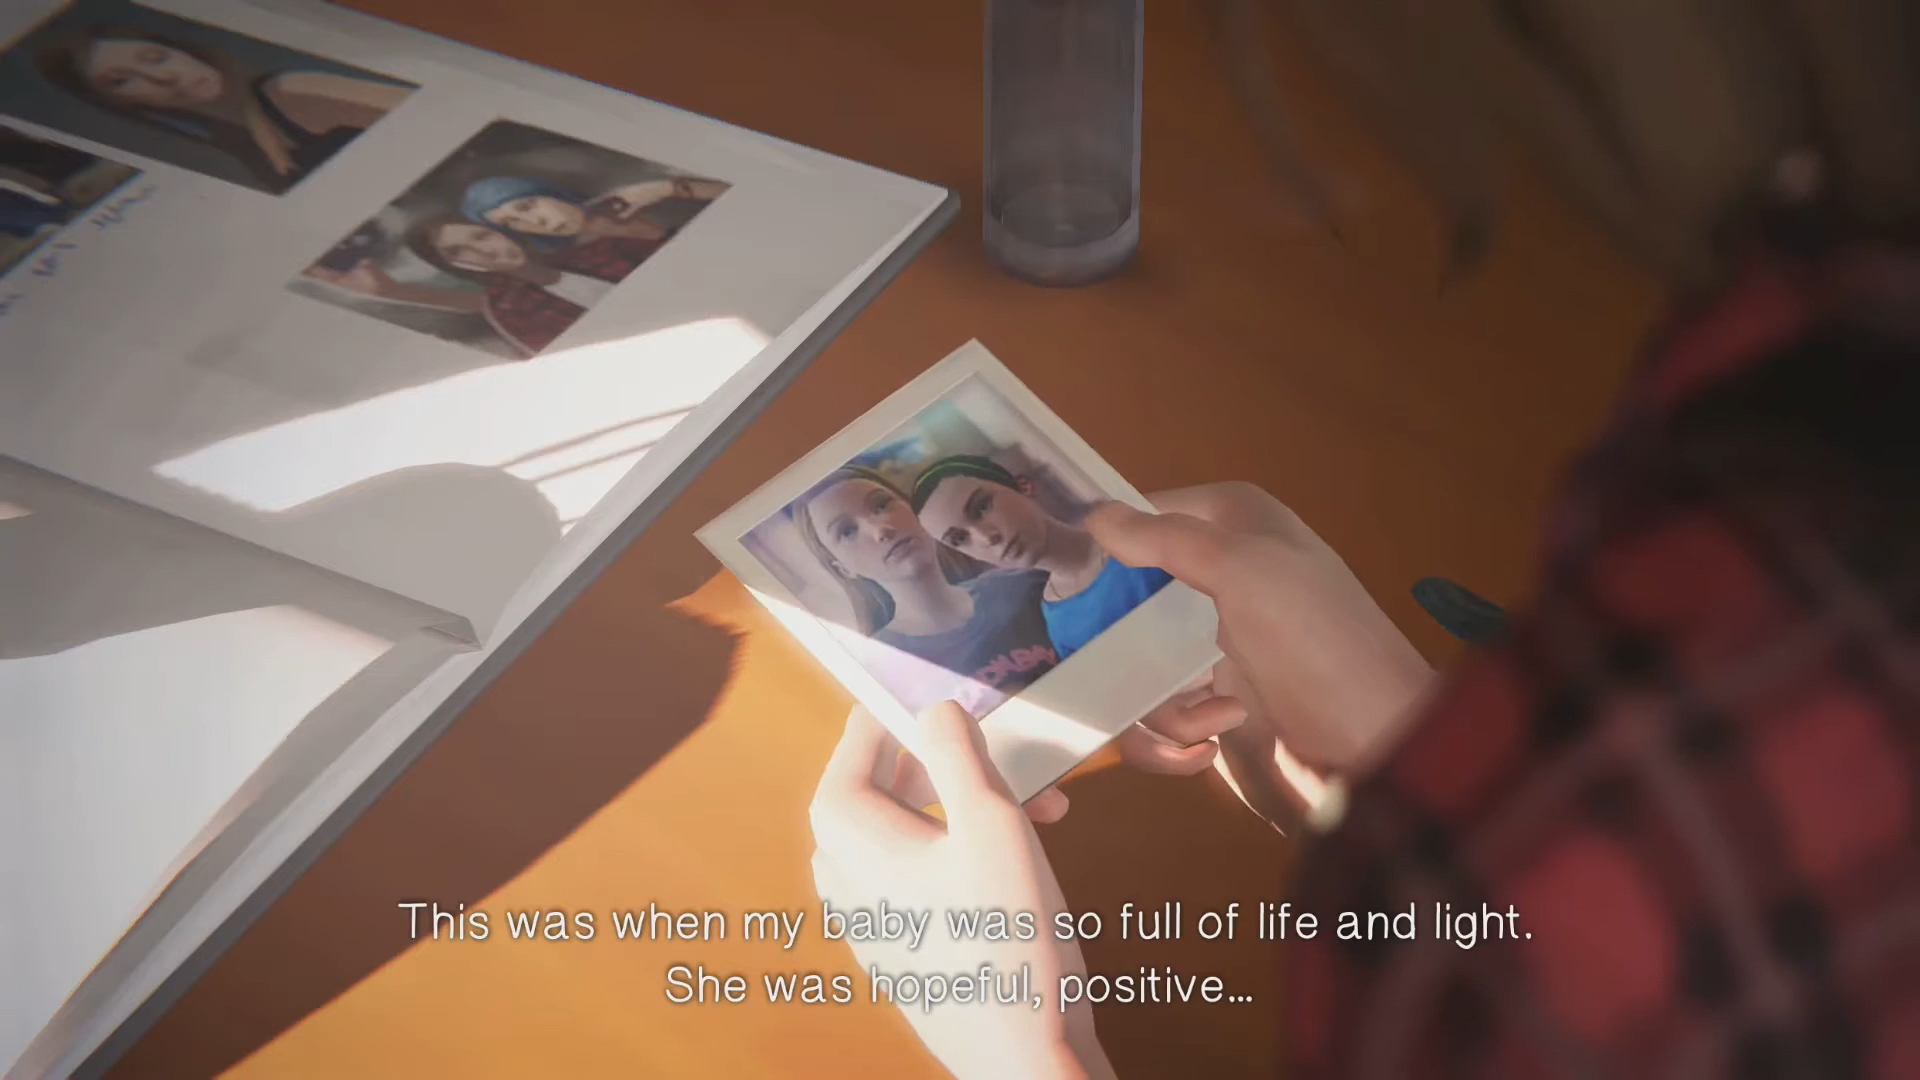 This was when my baby was so full of life and light.
She was hopeful, positive...